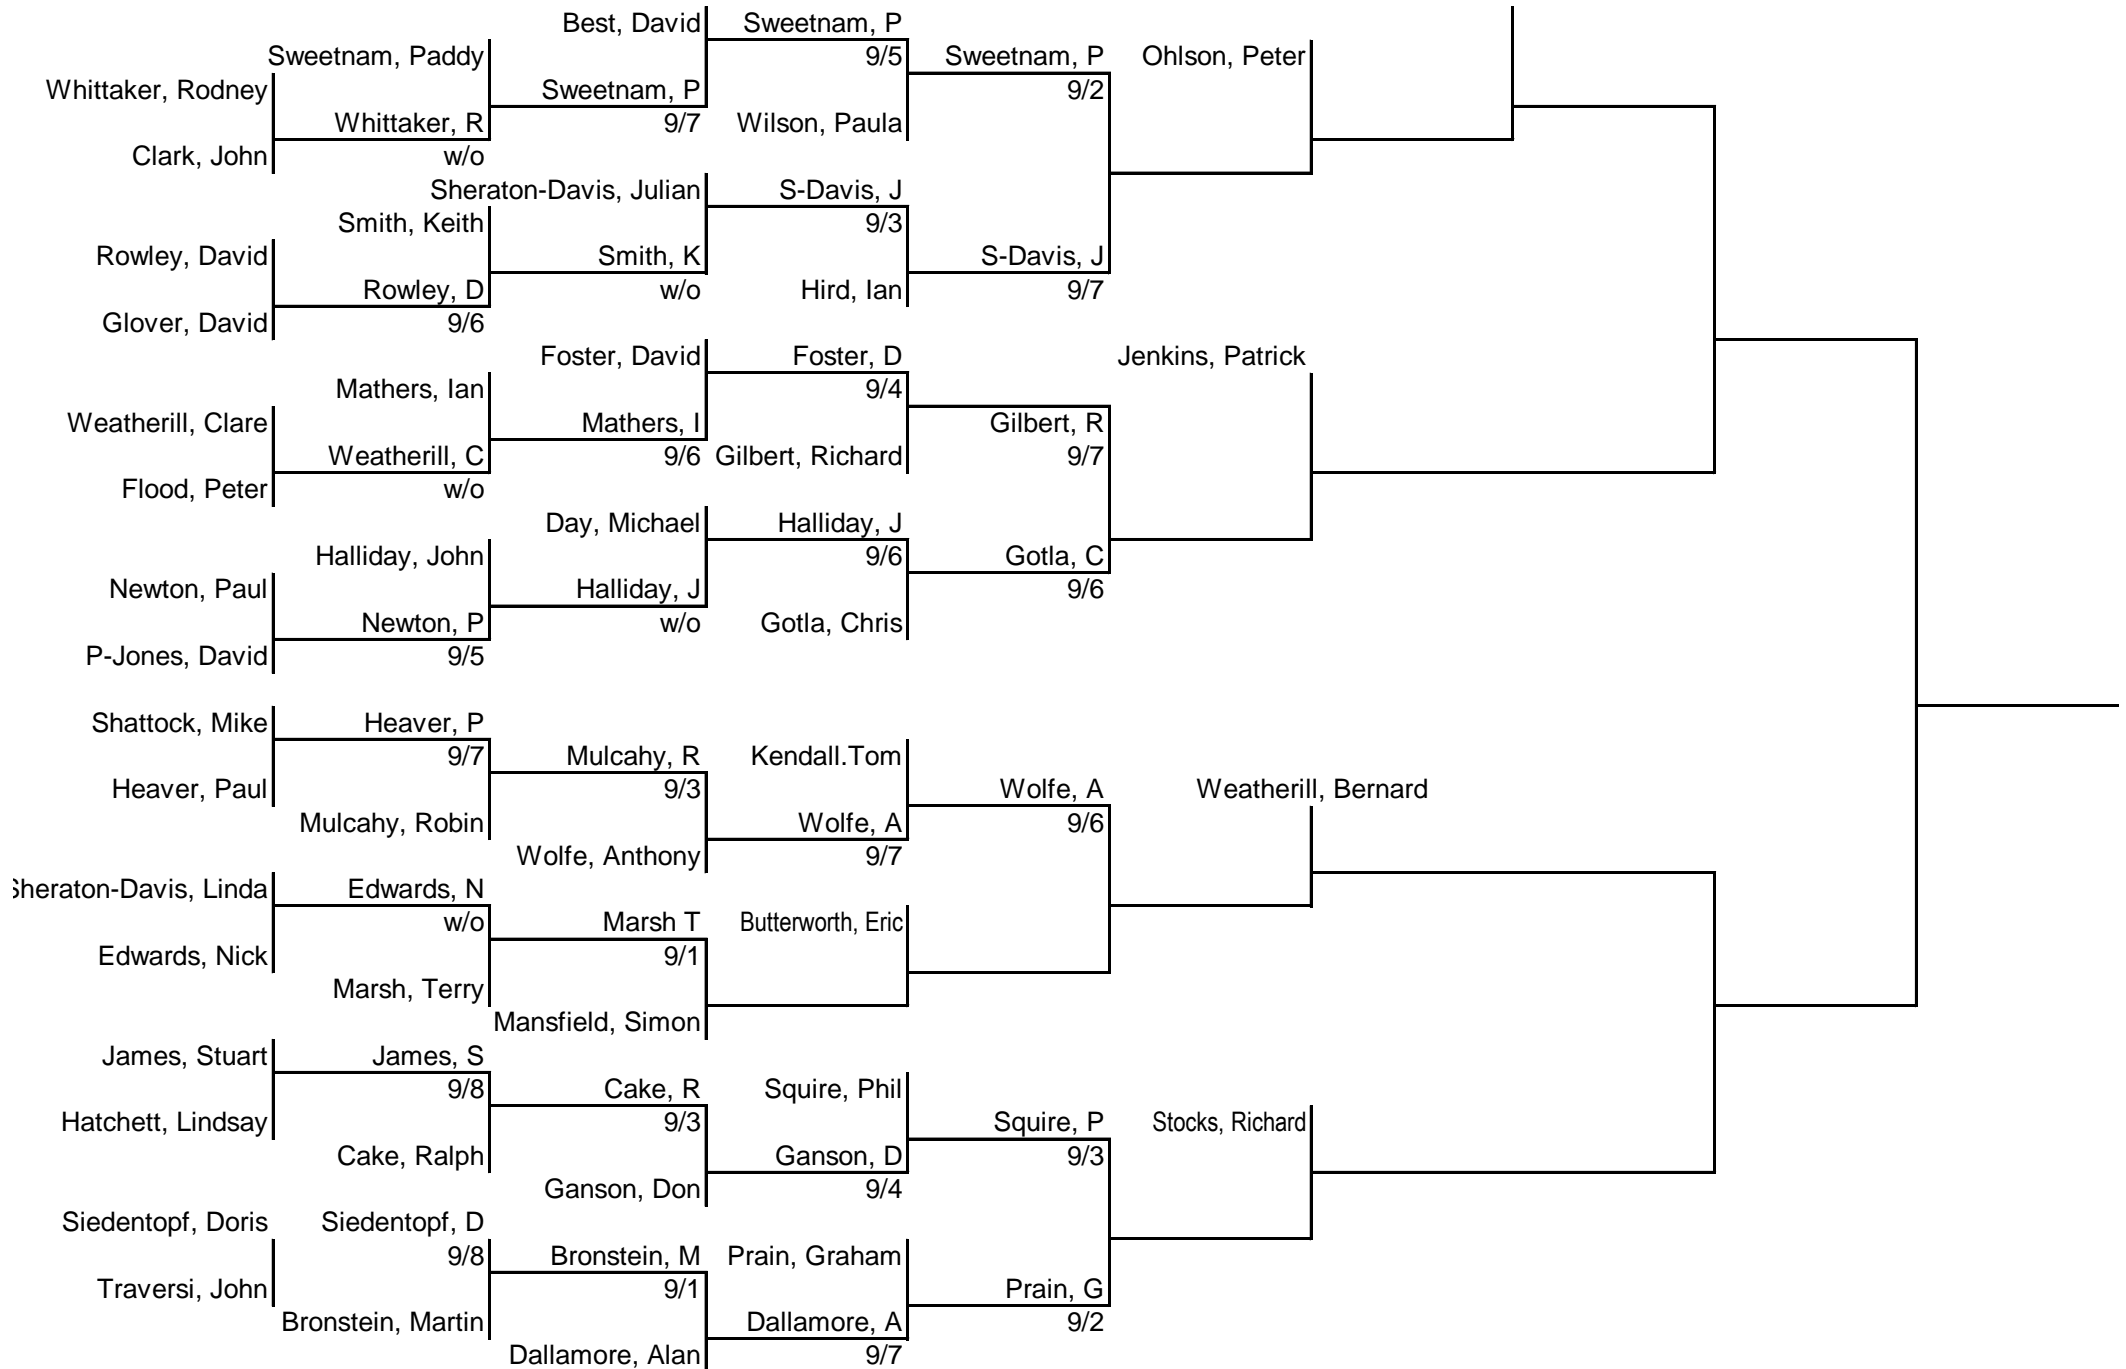 Best, David Sweetnam, P
Sweetnam, Paddy 9/5 Sweetnam, P Ohlson, Peter
Whittaker, Rodney Sweetnam, P 9/2
Whittaker, R 9/7 Wilson, Paula
Clark, John w/o
Sheraton-Davis, Julian S-Davis, J
Smith, Keith 9/3
Rowley, David Smith, K S-Davis, J
Rowley, D w/o Hird, Ian 9/7
Glover, David 9/6
Foster, David Foster, D Jenkins, Patrick
Mathers, Ian 9/4
Weatherill, Clare Mathers, I Gilbert, R
Weatherill, C 9/6 Gilbert, Richard 9/7
Flood, Peter w/o
Day, Michael Halliday, J
Halliday, John 9/6 Gotla, C
Newton, Paul Halliday, J 9/6
Newton, P w/o Gotla, Chris
P-Jones, David 9/5
Shattock, Mike Heaver, P
9/7 Mulcahy, R Kendall.Tom
Heaver, Paul 9/3 Wolfe, A Weatherill, Bernard
Mulcahy, Robin Wolfe, A 9/6
Wolfe, Anthony 9/7
Sheraton-Davis, Linda Edwards, N
w/o Marsh T Butterworth, Eric
Edwards, Nick 9/1
Marsh, Terry
Mansfield, Simon
James, Stuart James, S
9/8 Cake, R Squire, Phil
Hatchett, Lindsay 9/3 Squire, P Stocks, Richard
Cake, Ralph Ganson, D 9/3
Ganson, Don 9/4
Siedentopf, Doris Siedentopf, D
9/8 Bronstein, M Prain, Graham
Traversi, John 9/1 Prain, G
Bronstein, Martin Dallamore, A 9/2
Dallamore, Alan 9/7